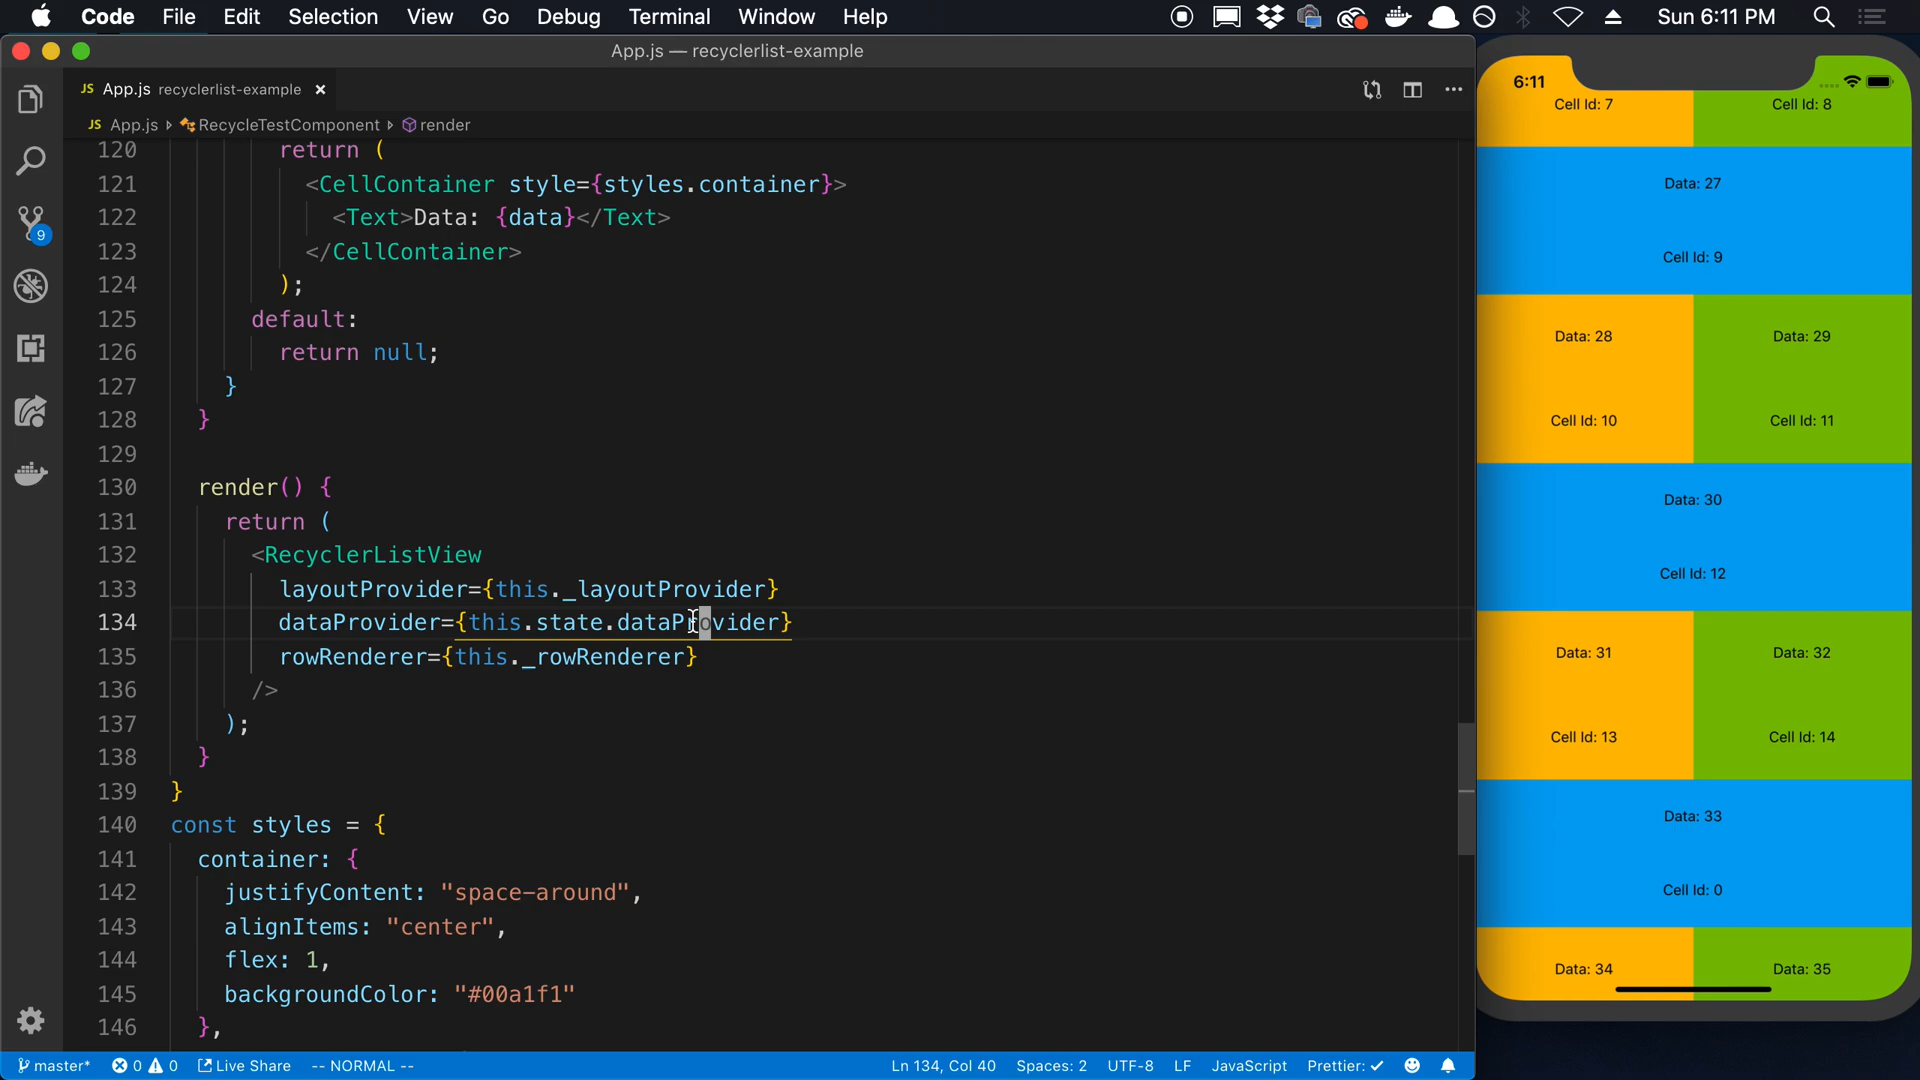 Code File Edit Selection View Go Debug Terminal Window Help Sun 6:11 PM
App.js — recyclerlist-example
JS App.js recyclerlist-example ×
JS App.js RecycleTestComponent render
120 return (
121 <CellContainer style={styles.container}>
122 <Text>Data: {data}</Text>
123 </CellContainer>
124 );
125 default:
126 return null;
127 }
128 }
129
130 render() {
131 return (
132 <RecyclerListView
133 layoutProvider={this._layoutProvider}
134 dataProvider={this.state.dataProvider}
135 rowRenderer={this._rowRenderer}
136 />
137 );
138 }
139 }
140 const styles = {
141 container: {
142 justifyContent: "space-around",
143 alignItems: "center",
144 flex: 1,
145 backgroundColor: "#00a1f1"
146 },
9
master* 0 0 Live Share -- NORMAL -- Ln 134, Col 40 Spaces: 2 UTF-8 LF JavaScript Prettier: ✓
6:11
Cell Id: 7 Cell Id: 8
Data: 27
Cell Id: 9
Data: 28 Data: 29
Cell Id: 10 Cell Id: 11
Data: 30
Cell Id: 12
Data: 31 Data: 32
Cell Id: 13 Cell Id: 14
Data: 33
Cell Id: 0
Data: 34 Data: 35